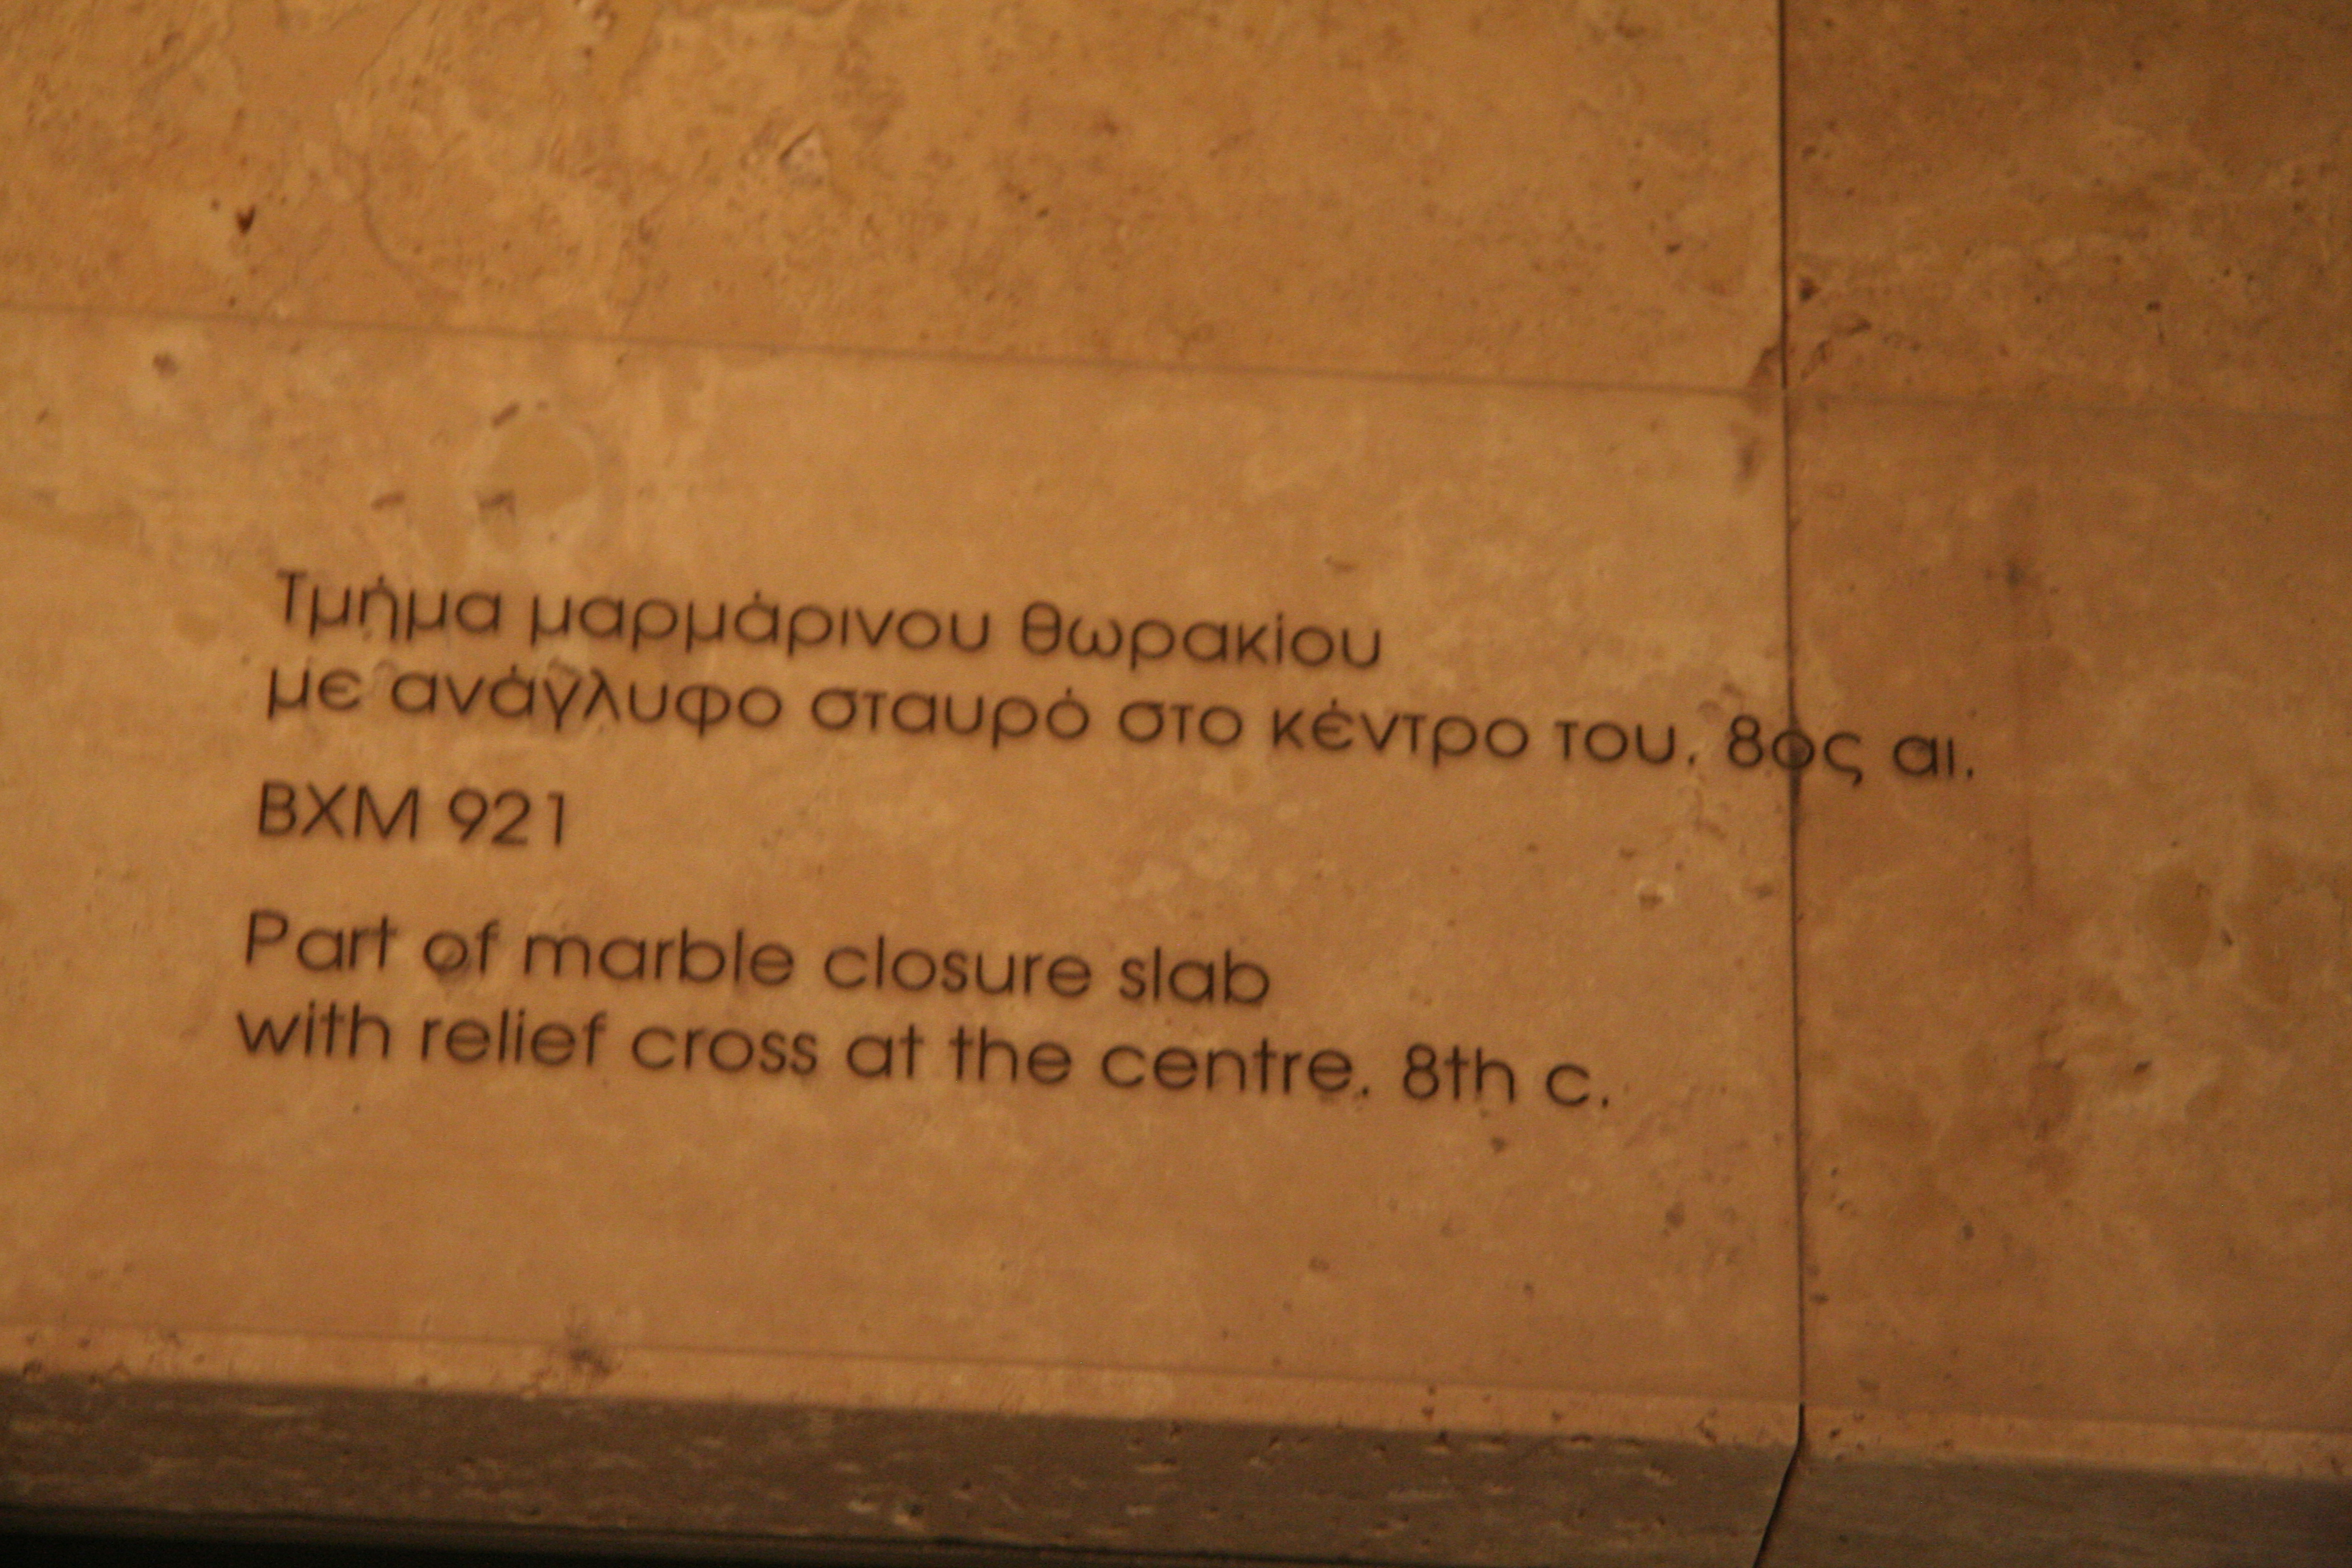 Τμήμα μαρμάρινου θωρακίου
με ανάγλυφο σταυρό στο κέντρο του. 8ος αι.
ΒΧΜ 921
Part of marble closure slab
with relief cross at the centre. 8th c.